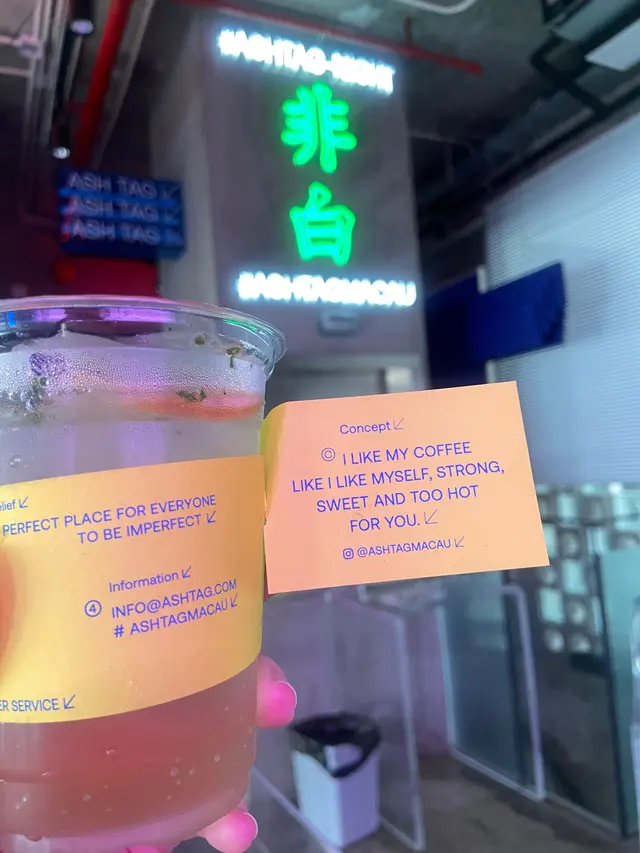 #ASHTAG-NIGHT
非
白
#ASHTAGMACAU
ASH TAG ↙
ASH TAG ↙
ASH TAG ↙
Concept ↙
© I LIKE MY COFFEE
LIKE I LIKE MYSELF, STRONG,
SWEET AND TOO HOT
FOR YOU. ↙
@ASHTAGMACAU ↙
PERFECT PLACE FOR EVERYONE
TO BE IMPERFECT ↙
Information ↙
④ INFO@ASHTAG.COM
# ASHTAGMACAU ↙
SERVICE ↙